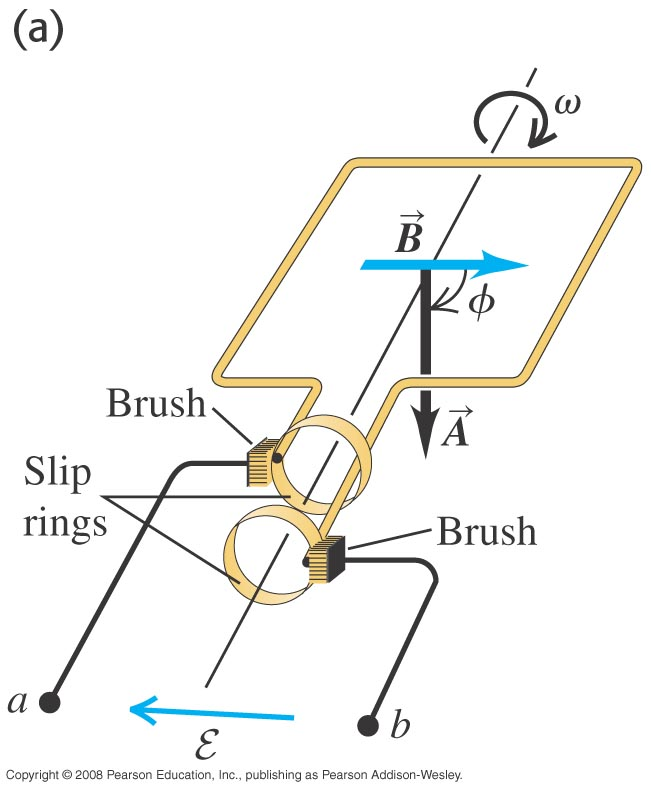 (a)
ω
B⃗
ϕ
Brush
A⃗
Slip
rings
Brush
a
b
ℰ
Copyright © 2008 Pearson Education, Inc., publishing as Pearson Addison-Wesley.